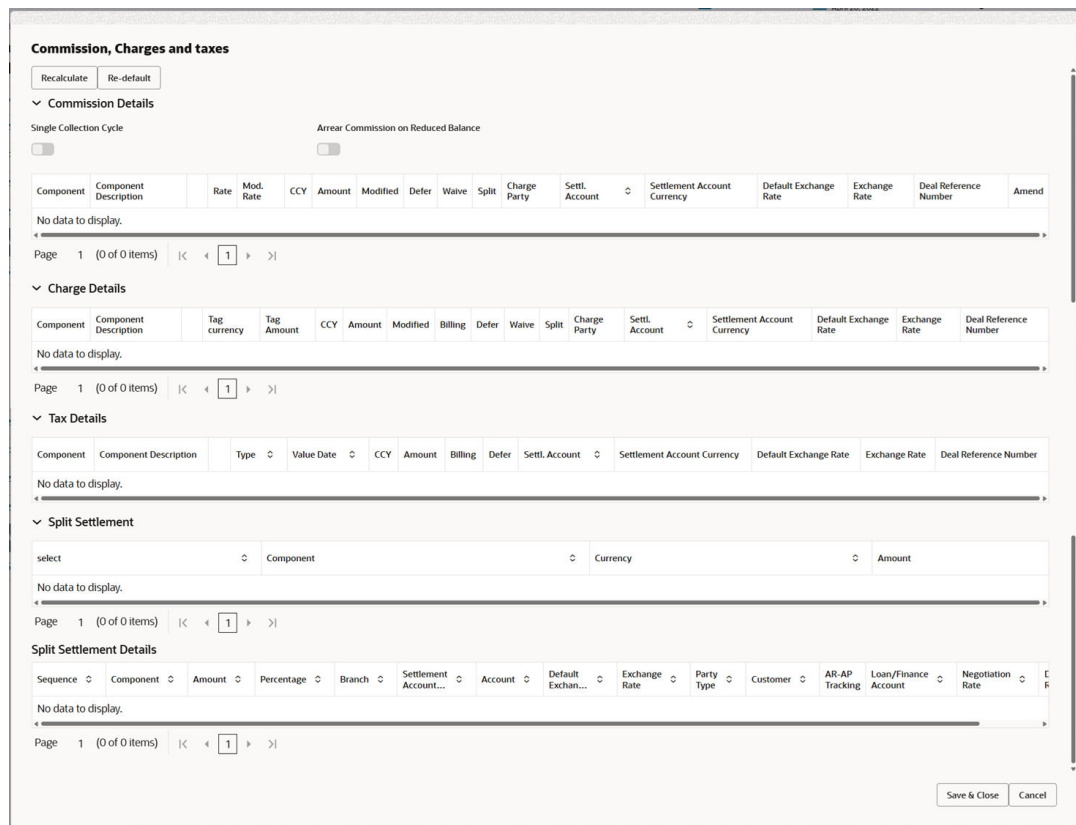 Commission, Charges and taxes
Recalculate Re-default
Commission Details
Single Collection Cycle Arrear Commission on Reduced Balance
Component Component Description Rate Mod. Rate CCY Amount Modified Defer Waive Split Charge Party Settl. Account Settlement Account Currency Default Exchange Rate Exchange Rate Deal Reference Number Amend
No data to display.
Page 1 (0 of 0 items) 1
Charge Details
Component Component Description Tag currency Tag Amount CCY Amount Modified Billing Defer Waive Split Charge Party Settl. Account Settlement Account Currency Default Exchange Rate Exchange Rate Deal Reference Number
No data to display.
Page 1 (0 of 0 items) 1
Tax Details
Component Component Description Type Value Date CCY Amount Billing Defer Settl. Account Settlement Account Currency Default Exchange Rate Exchange Rate Deal Reference Number
No data to display.
Split Settlement
select Component Currency Amount
No data to display.
Page 1 (0 of 0 items) 1
Split Settlement Details
Sequence Component Amount Percentage Branch Settlement Account... Account Default Exchan... Exchange Rate Party Type Customer AR-AP Tracking Loan/Finance Account Negotiation Rate
No data to display.
Page 1 (0 of 0 items) 1
Save & Close Cancel